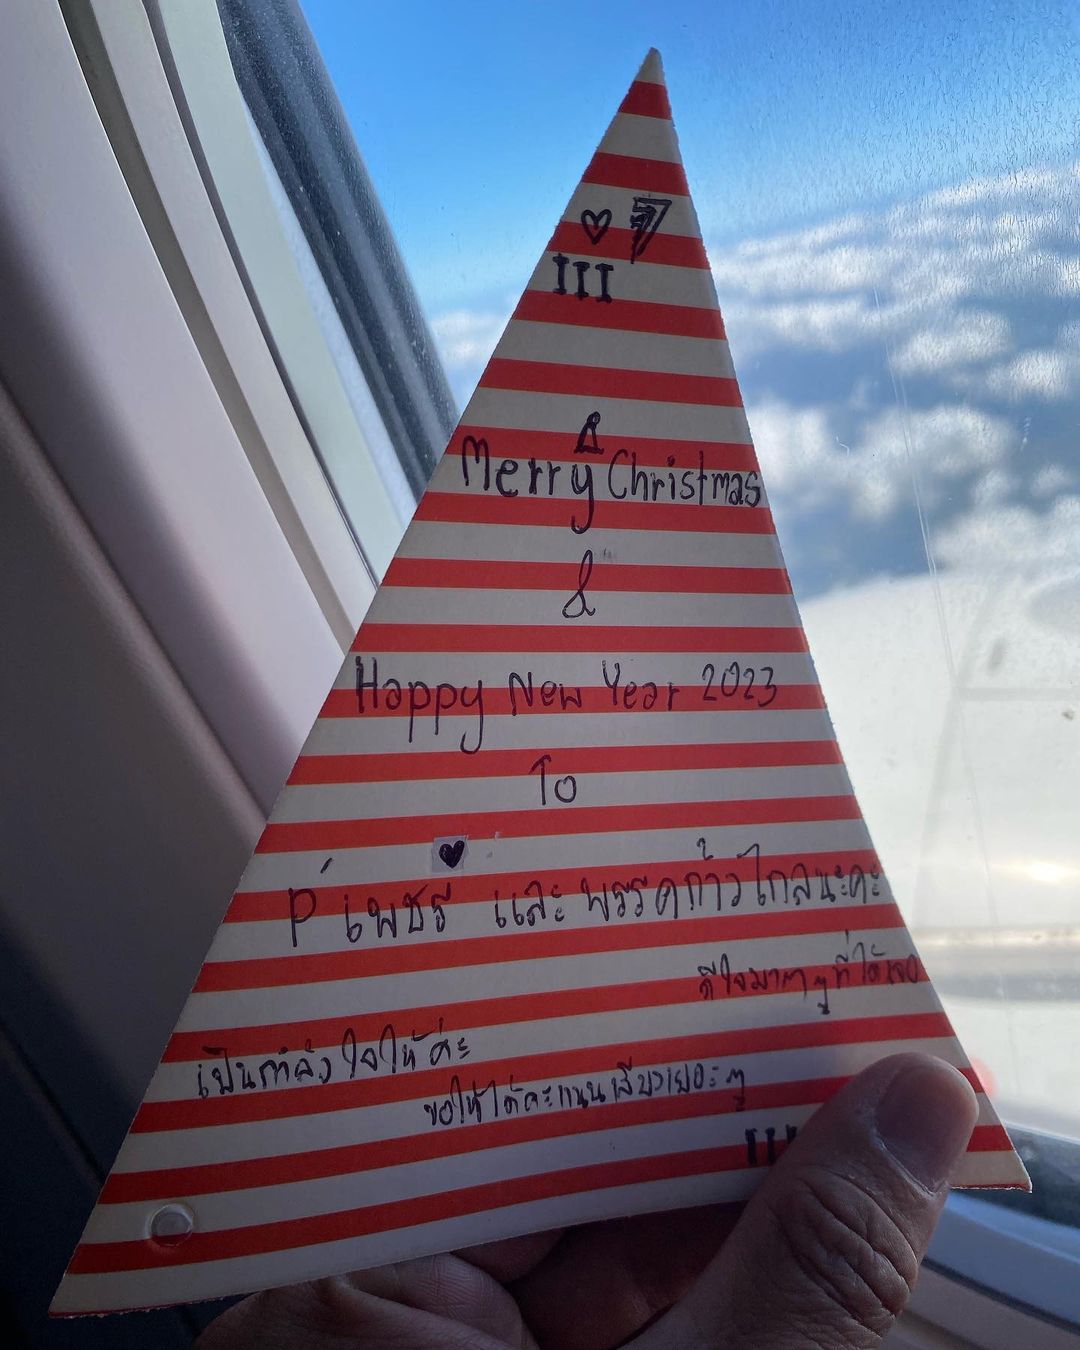 III
Merry Christmas
&
Happy New Year 2023
To
P' เพชรี และ พรรคก้าวไกลนะคะ
ดีใจมากๆที่ได้เจอ
เป็นกำลังใจให้ค่ะ
ขอให้ได้คะแนนเสียงเยอะๆ